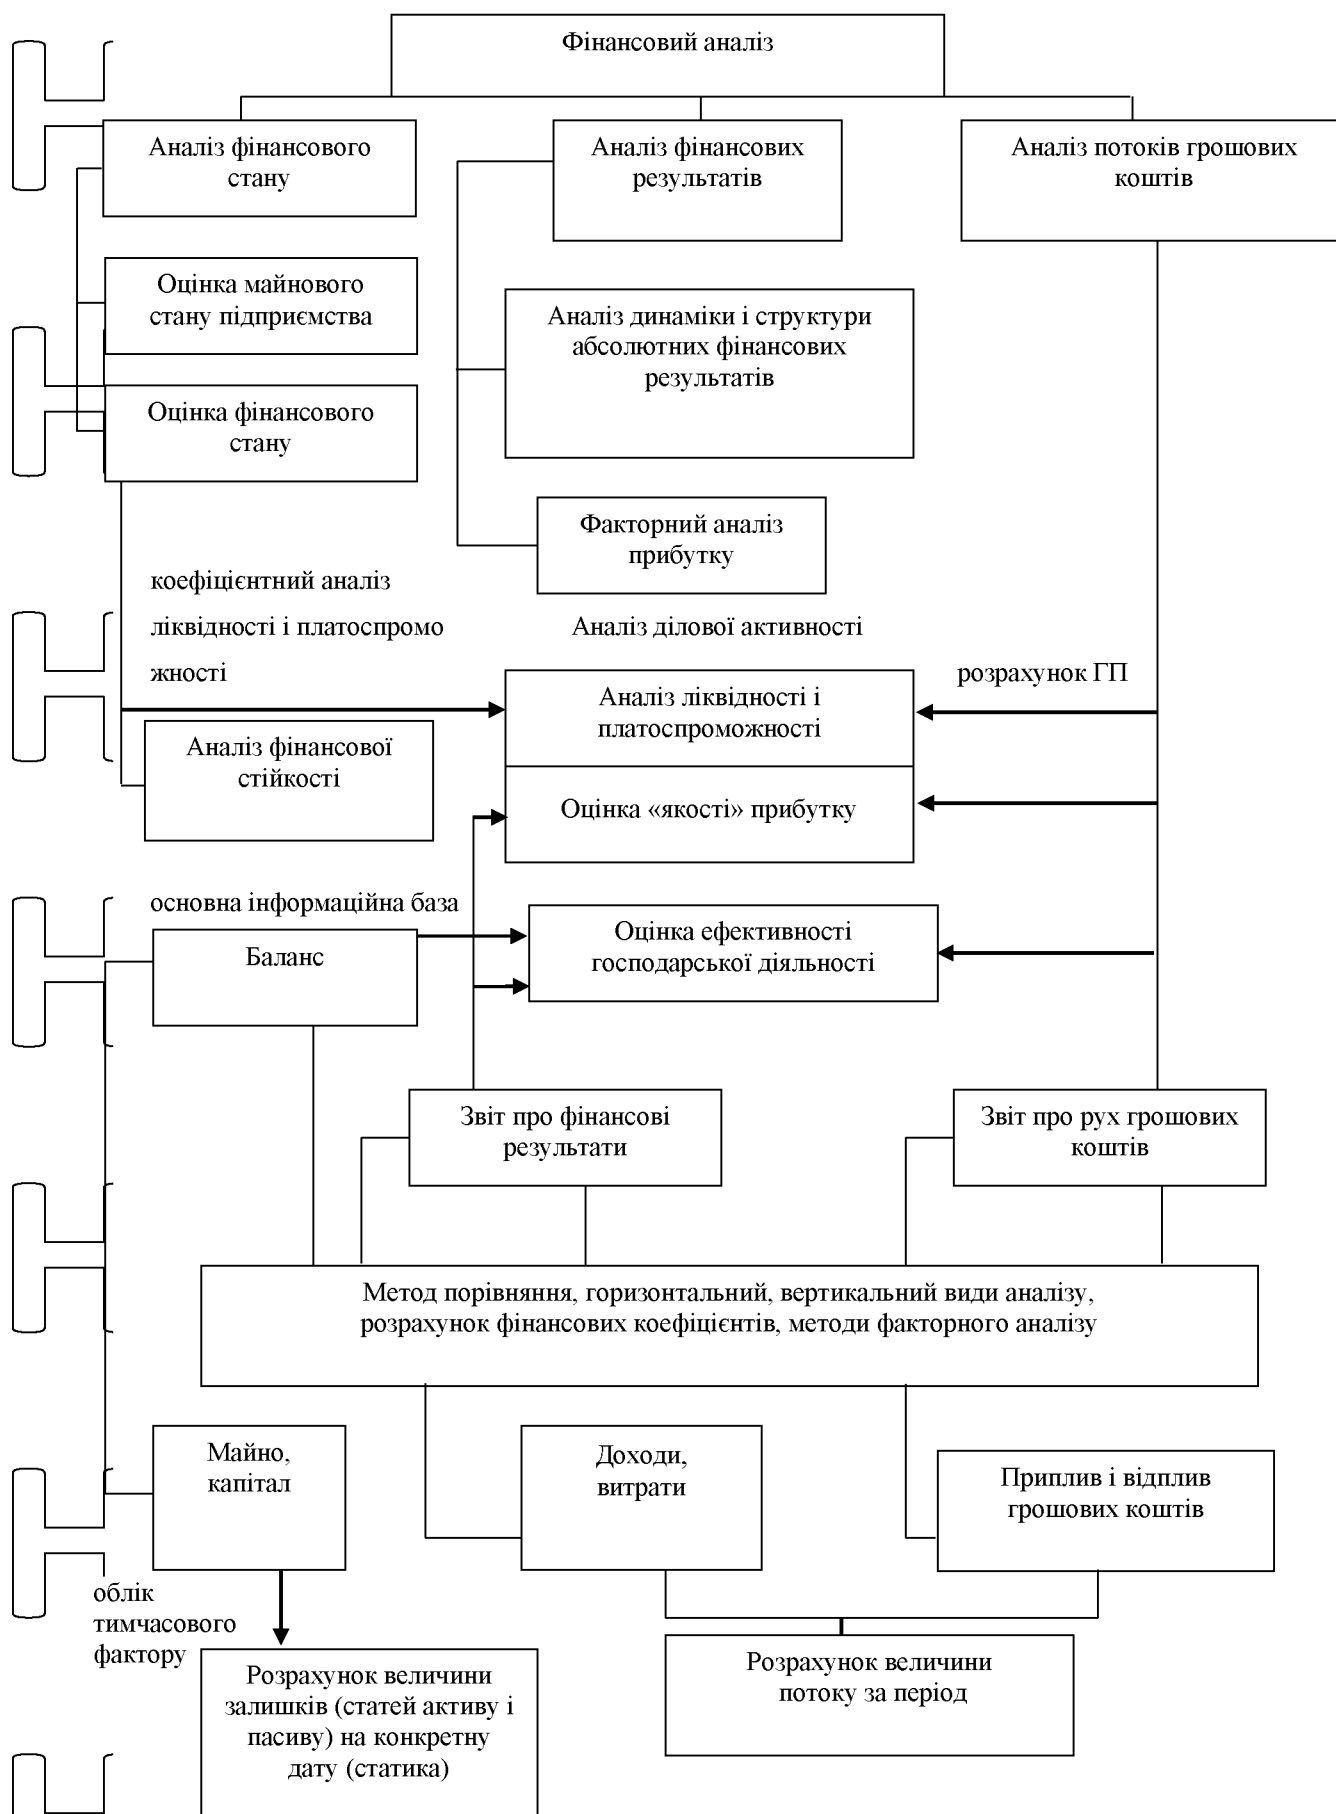 Фінансовий аналіз
Аналіз фінансового
стану
Аналіз фінансових
результатів
Аналіз потоків грошових
коштів
Оцінка майнового
стану підприємства
Аналіз динаміки і структури
абсолютних фінансових
результатів
Оцінка фінансового
стану
Факторний аналіз
прибутку
коефіцієнтний аналіз
ліквідності і платоспромо
жності
Аналіз ділової активності
розрахунок ГП
Аналіз ліквідності і
платоспроможності
Аналіз фінансової
стійкості
Оцінка «якості» прибутку
основна інформаційна база
Баланс
Оцінка ефективності
господарської діяльності
Звіт про фінансові
результати
Звіт про рух грошових
коштів
Метод порівняння, горизонтальний, вертикальний види аналізу,
розрахунок фінансових коефіцієнтів, методи факторного аналізу
Майно,
капітал
Доходи,
витрати
Приплив і відплив
грошових коштів
облік
тимчасового
фактору
Розрахунок величини
залишків (статей активу і
пасиву) на конкретну
дату (статика)
Розрахунок величини
потоку за період